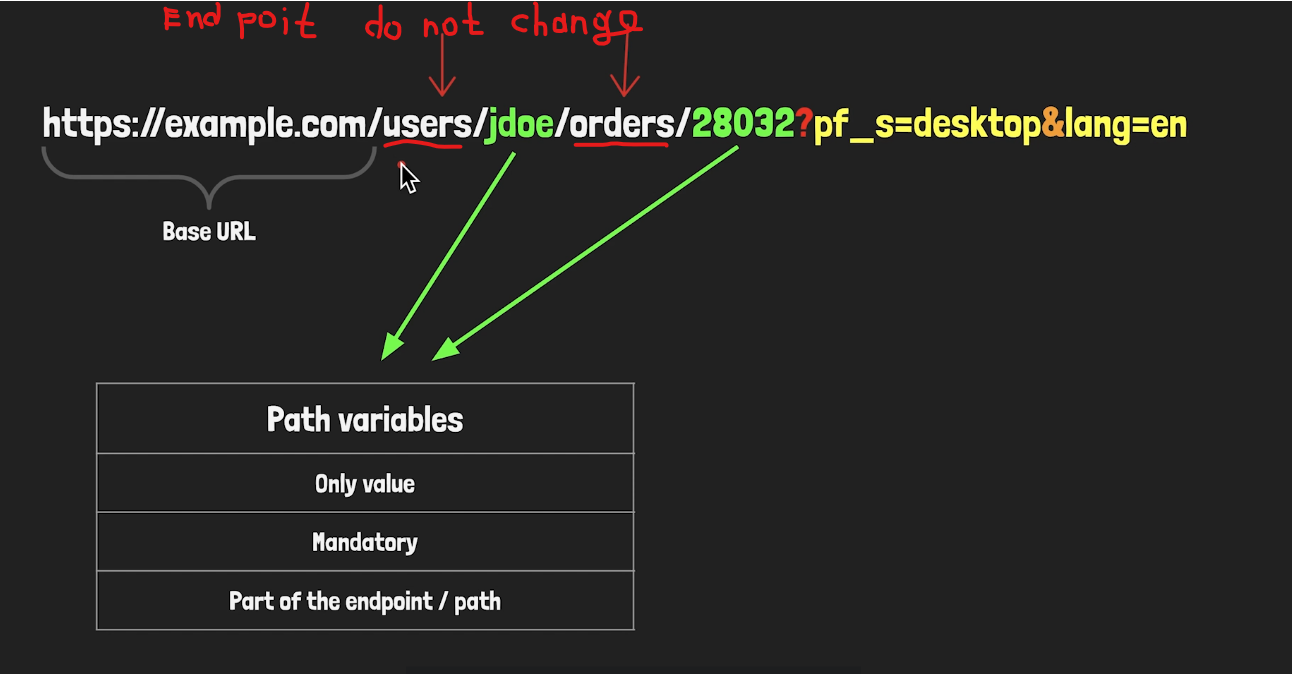 End poit do not change
https://example.com/users/jdoe/orders/28032?pf_s=desktop&lang=en
Base URL
Path variables
Only value
Mandatory
Part of the endpoint / path